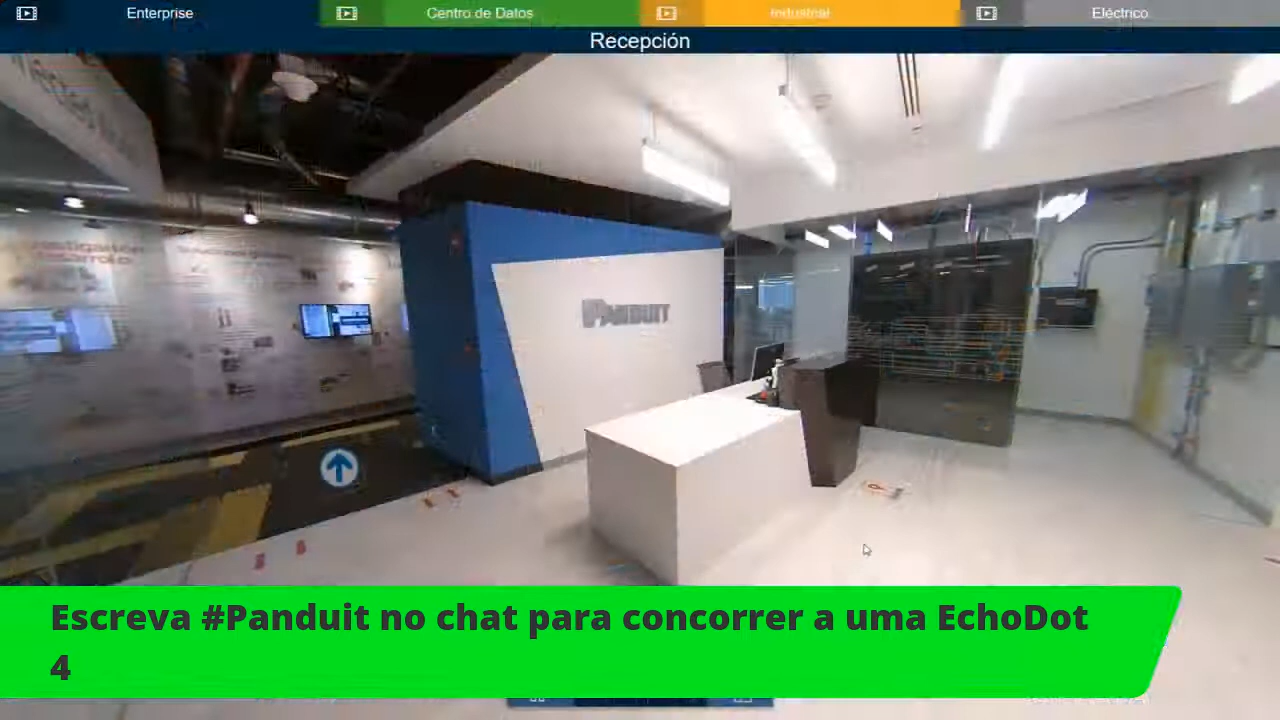 Enterprise
Centro de Datos
Industrial
Eléctrico
Recepción
PANDUIT
Escreva #Panduit no chat para concorrer a uma EchoDot
4